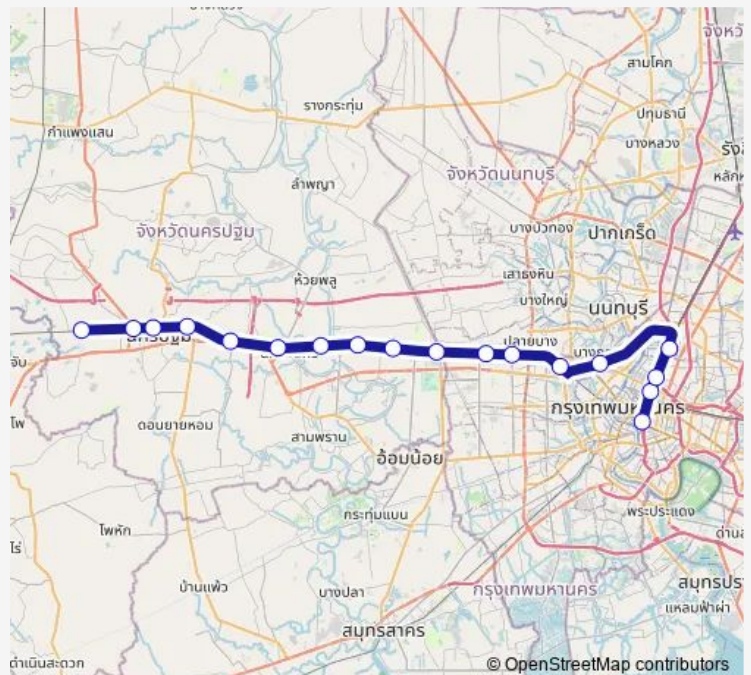 จังหวั
สามโคก
รางกระทุ่ม
ปทุมธานี
กำแพงแสน
บางหลวง
หลักห
จังหวัดนนทบุรี
ลำพญา
จังหวัดนครปฐม
บางบัวทอง
ปากเกร็ด
ห้วยพลู
เสาธงหิน
บางใหญ่
นนทบุรี
ปลายบาง
จับ
กรุงเทพมหานคร
โพ
ดอนยายหอม
สามพราน
อ้อมน้อย
กระทุ่มแบน
พระประแดง
โพหัก
ด่านส
ไร่
บ้านแพ้ว
บางปลา
กรุงเทพมหานคร
สมุทรปรา
แหลมฟ้าผ่า
สมุทรสาคร
ดำเนินสะดวก
© OpenStreetMap contributors